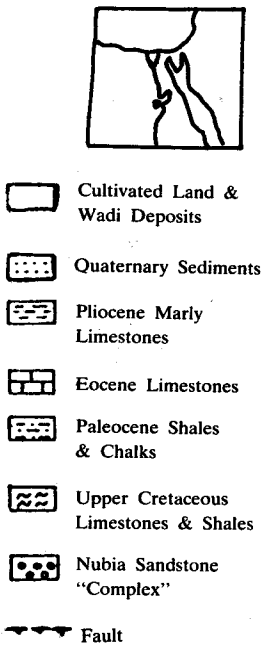 Cultivated Land &
Wadi Deposits
Quaternary Sediments
Pliocene Marly
Limestones
Eocene Limestones
Paleocene Shales
& Chalks
Upper Cretaceous
Limestones & Shales
Nubia Sandstone
"Complex"
Fault